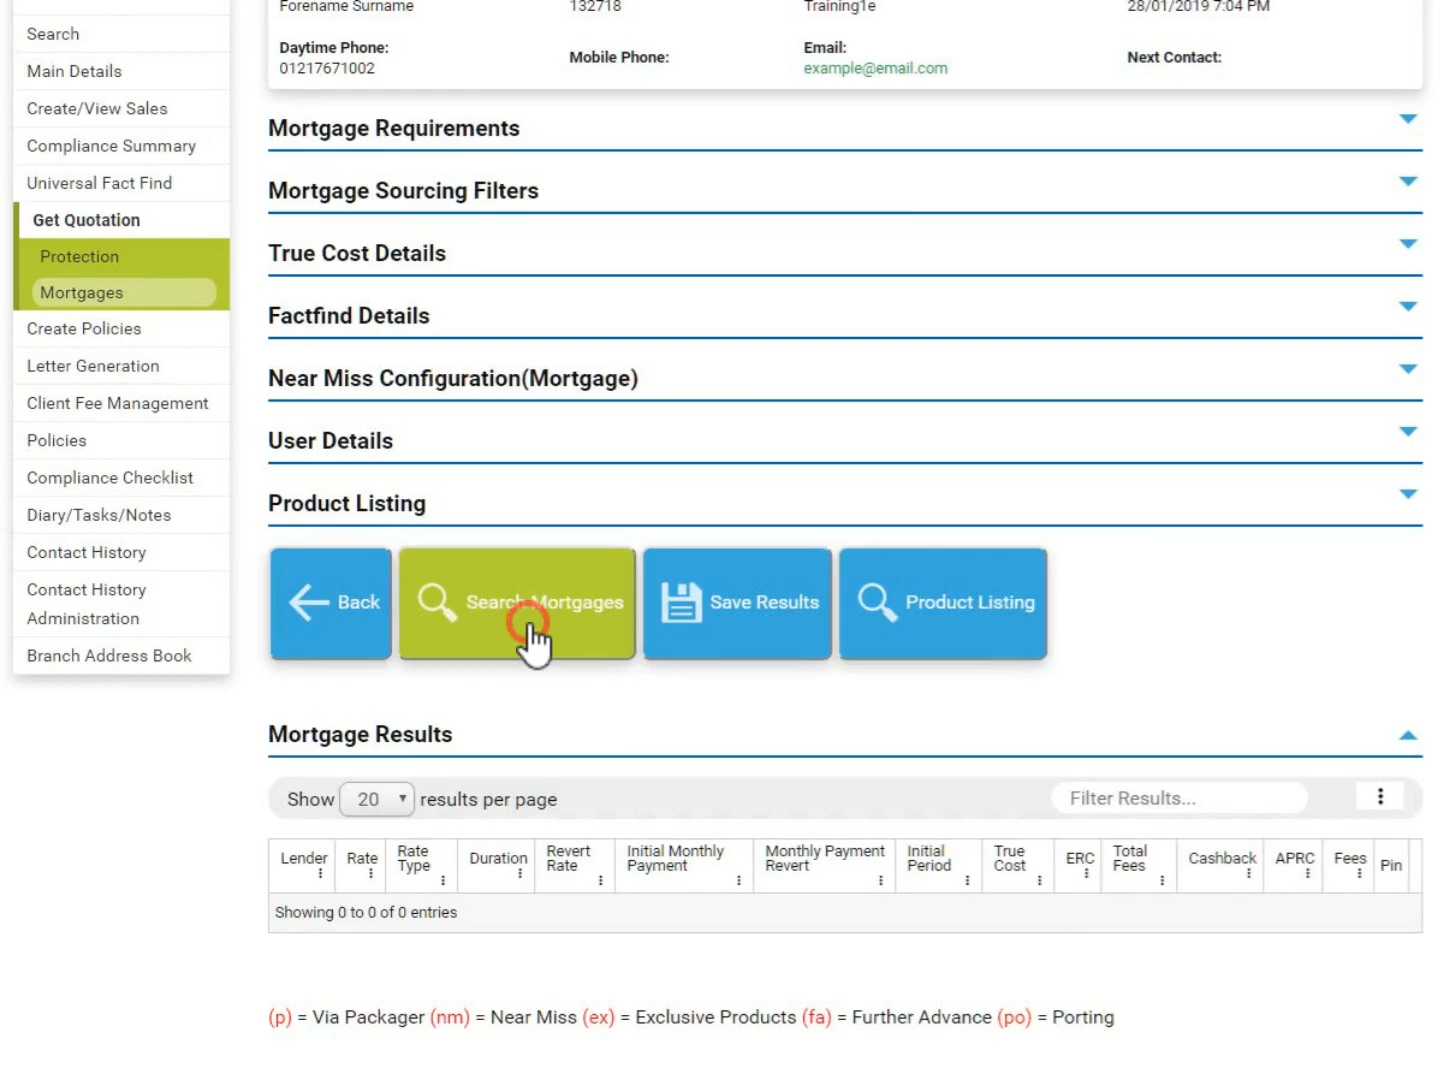 Forename Surname 132718 Training1e 28/01/2019 7:04 PM
Daytime Phone: Mobile Phone: Email: Next Contact:
01217671002 example@email.com
Search
Main Details
Create/View Sales
Compliance Summary
Universal Fact Find
Get Quotation
Protection
Mortgages
Create Policies
Letter Generation
Client Fee Management
Policies
Compliance Checklist
Diary/Tasks/Notes
Contact History
Contact History
Administration
Branch Address Book
Mortgage Requirements
Mortgage Sourcing Filters
True Cost Details
Factfind Details
Near Miss Configuration(Mortgage)
User Details
Product Listing
Back Search Mortgages Save Results Product Listing
Mortgage Results
Show 20 results per page Filter Results...
Lender Rate Rate Type Duration Revert Rate Initial Monthly Payment Monthly Payment Revert Initial Period True Cost ERC Total Fees Cashback APRC Fees Pin
Showing 0 to 0 of 0 entries
(p) = Via Packager (nm) = Near Miss (ex) = Exclusive Products (fa) = Further Advance (po) = Porting